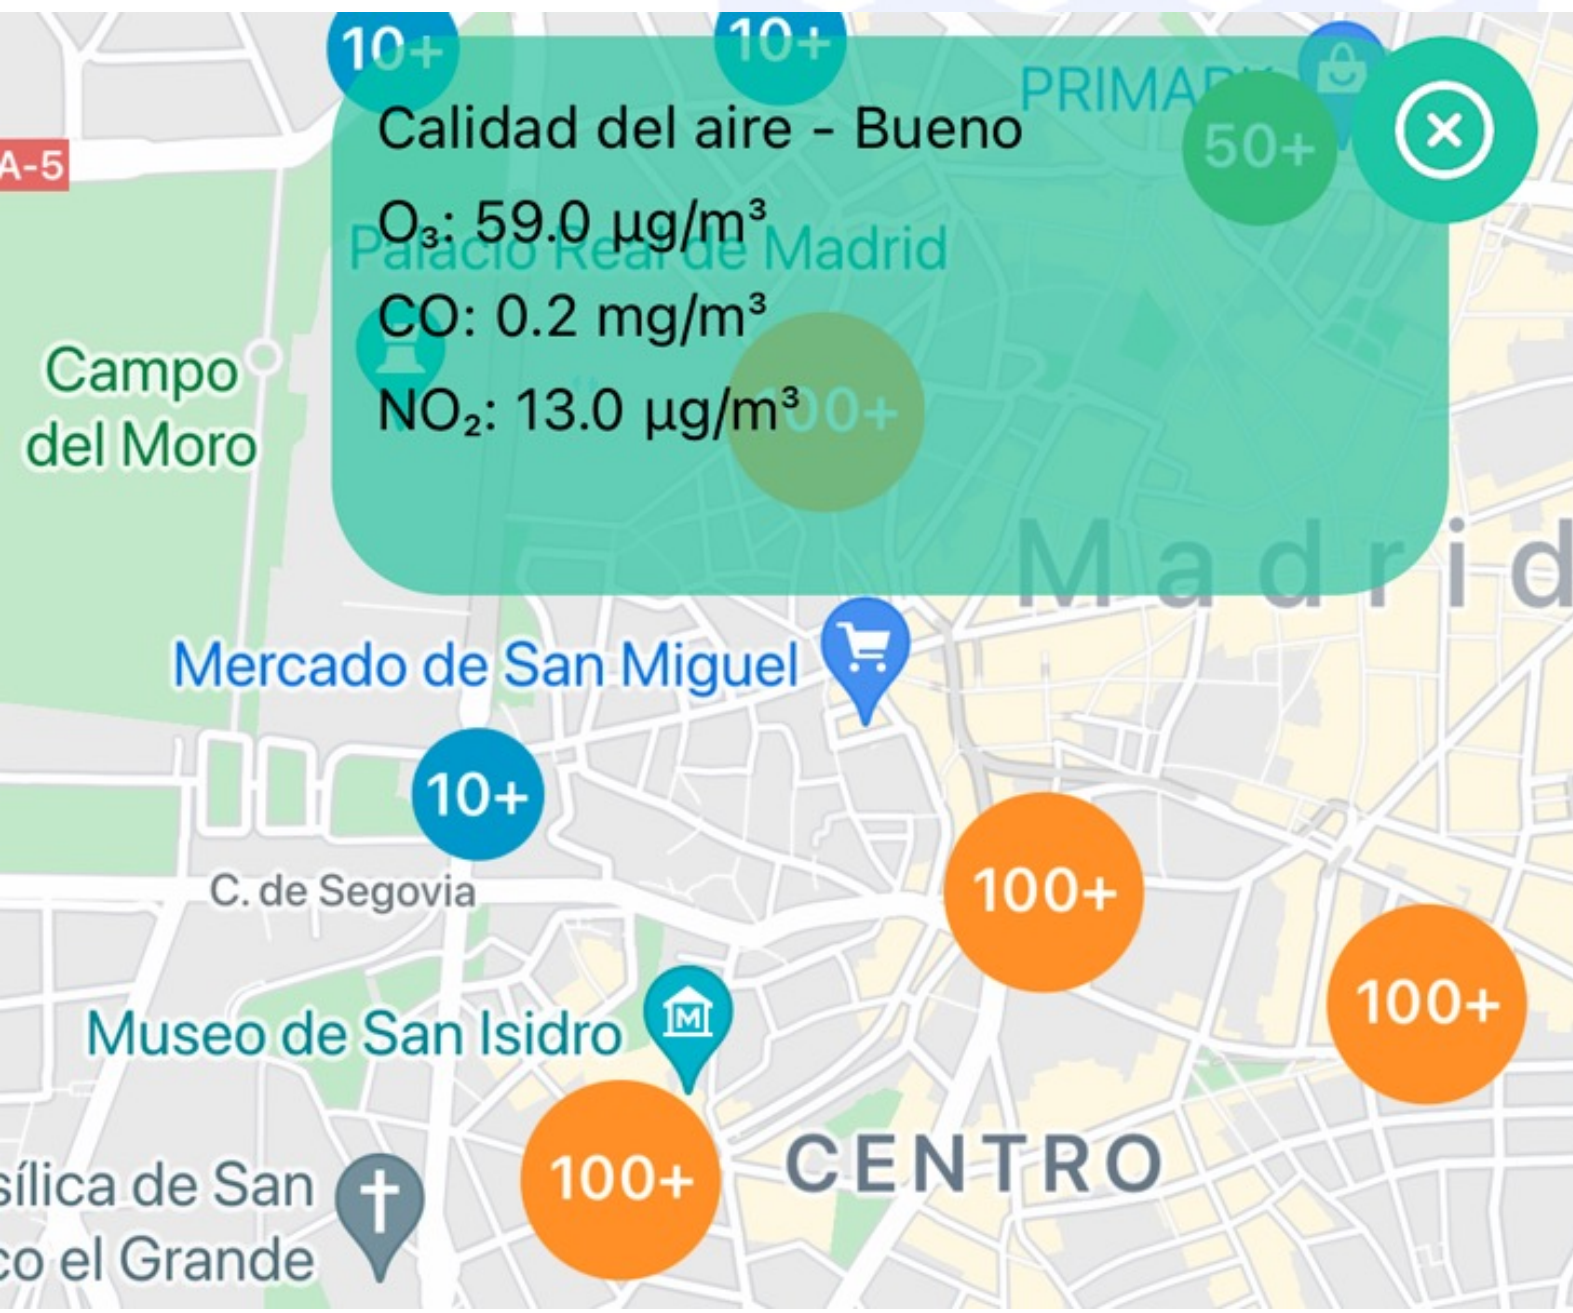 10+
10+
PRIMARK
50+
A-5
Calidad del aire - Bueno
O₃: 59.0 µg/m³
Palacio Real de Madrid
CO: 0.2 mg/m³
NO₂: 13.0 µg/m³
100+
Campo
del Moro
Madrid
Mercado de San Miguel
10+
C. de Segovia
100+
100+
Museo de San Isidro
M
100+
CENTRO
sílica de San
co el Grande